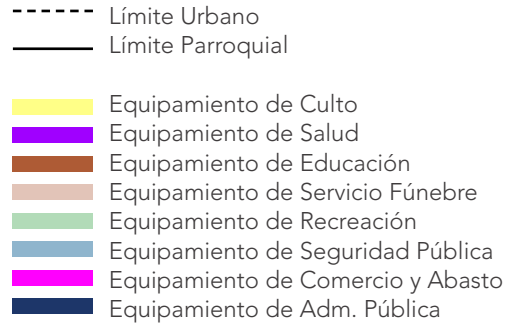 Límite Urbano
Límite Parroquial
Equipamiento de Culto
Equipamiento de Salud
Equipamiento de Educación
Equipamiento de Servicio Fúnebre
Equipamiento de Recreación
Equipamiento de Seguridad Pública
Equipamiento de Comercio y Abasto
Equipamiento de Adm. Pública